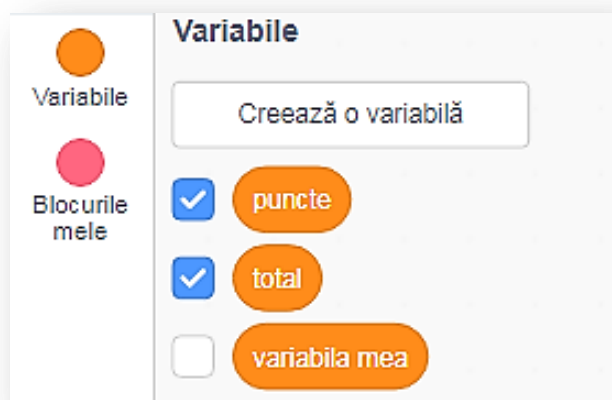 Variabile
Blocurile
mele
Variabile
Creează o variabilă
puncte
total
variabila mea